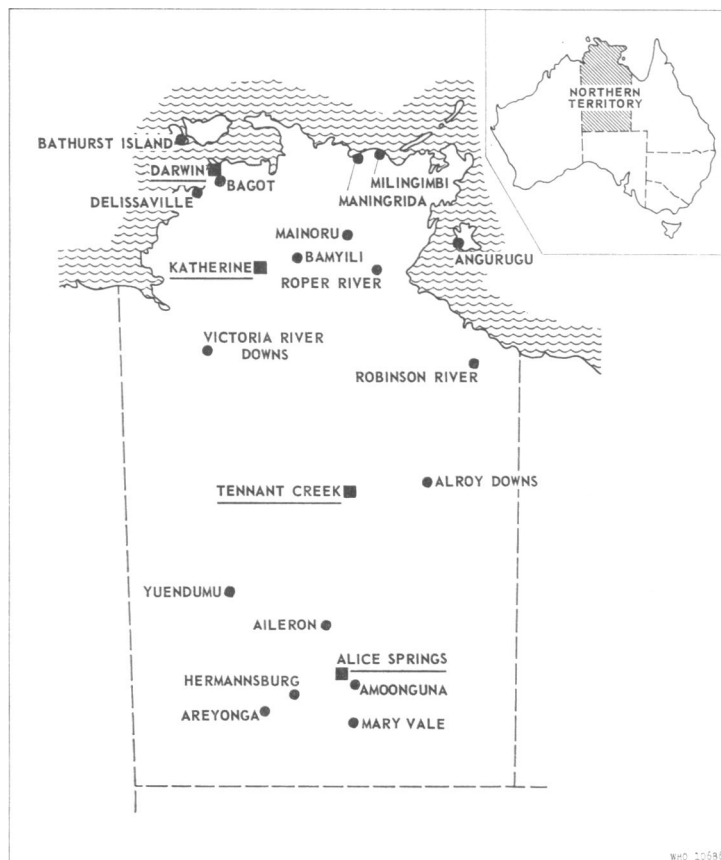 NORTHERN
TERRITORY
BATHURST ISLAND
DARWIN
BAGOT
DELISSAVILLE
MILINGIMBI
MANINGRIDA
MAINORU
BAMYILI
ANGURUGU
KATHERINE
ROPER RIVER
VICTORIA RIVER
DOWNS
ROBINSON RIVER
ALROY DOWNS
TENNANT CREEK
YUENDUMU
AILERON
ALICE SPRINGS
HERMANNSBURG
AMOONGUNA
AREYONGA
MARY VALE
WHO